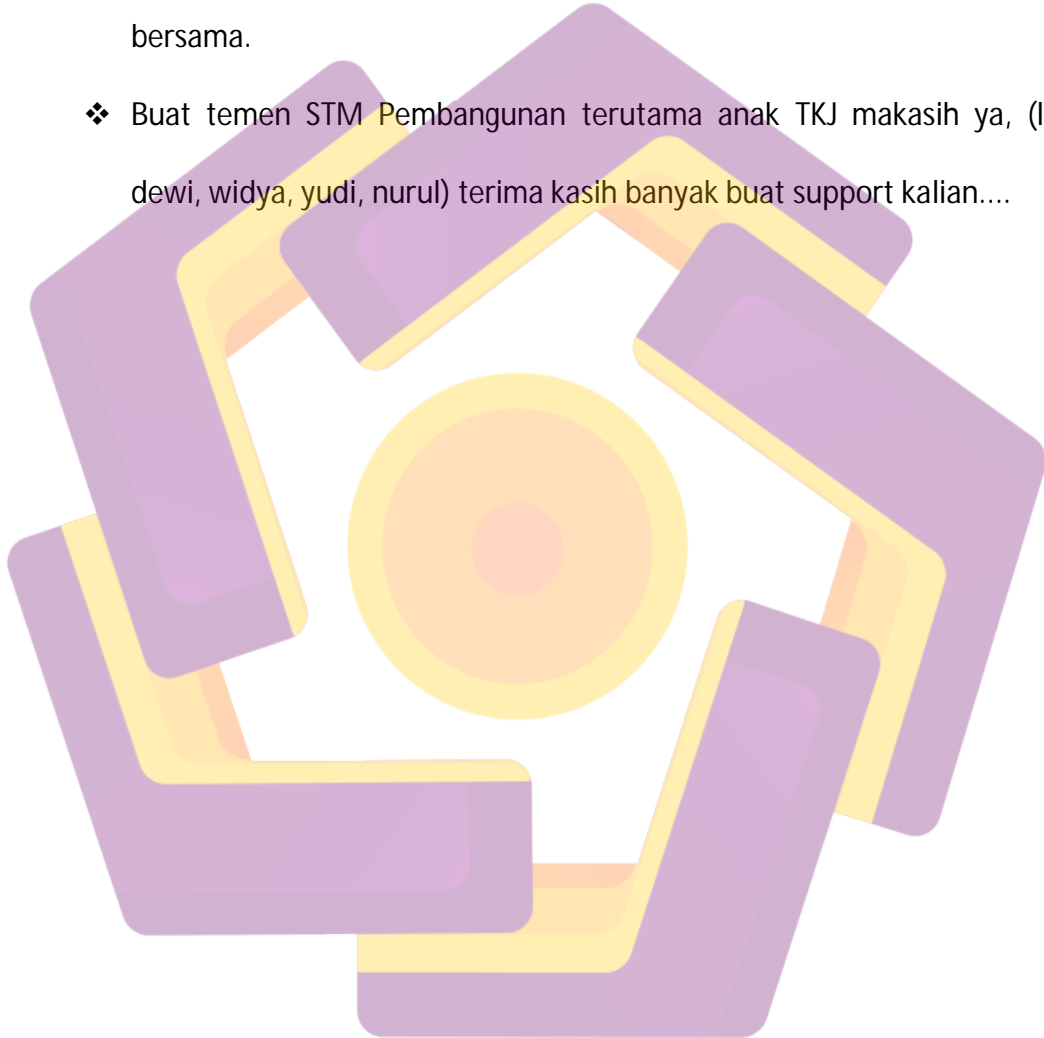 bersama.
❖ Buat temen STM Pembangunan terutama anak TKJ makasih ya, (I
dewi, widya, yudi, nurul) terima kasih banyak buat support kalian....